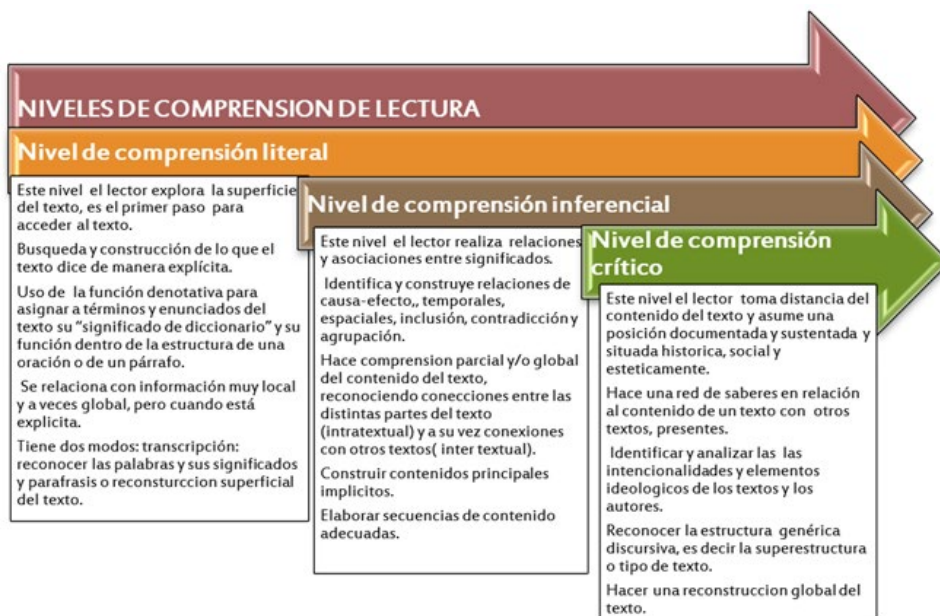 NIVELES DE COMPRENSION DE LECTURA
Nivel de comprensión literal
Este nivel el lector explora la superficie
del texto, es el primer paso para
acceder al texto.
Busqueda y construcción de lo que el
texto dice de manera explícita.
Uso de la función denotativa para
asignar a términos y enunciados del
texto su “significado de diccionario” y su
función dentro de la estructura de una
oración o de un párrafo.
Se relaciona con información muy local
y a veces global, pero cuando está
explicita.
Tiene dos modos: transcripción:
reconocer las palabras y sus significados
y parafrasis o reconsturccion superficial
del texto.
Nivel de comprensión inferencial
Este nivel el lector realiza relaciones
y asociaciones entre significados.
Identifica y construye relaciones de
causa-efecto,, temporales,
espaciales, inclusión, contradicción y
agrupación.
Hace comprension parcial y/o global
del contenido del texto,
reconociendo conecciones entre las
distintas partes del texto
(intratextual) y a su vez conexiones
con otros textos( inter textual).
Construir contenidos principales
implicitos.
Elaborar secuencias de contenido
adecuadas.
Nivel de comprensión
crítico
Este nivel el lector toma distancia del
contenido del texto y asume una
posición documentada y sustentada y
situada historica, social y
esteticamente.
Hace una red de saberes en relación
al contenido de un texto con otros
textos, presentes.
Identificar y analizar las las
intencionalidades y elementos
ideologicos de los textos y los
autores.
Reconocer la estructura genérica
discursiva, es decir la superestructura
o tipo de texto.
Hacer una reconstruccion global del
texto.